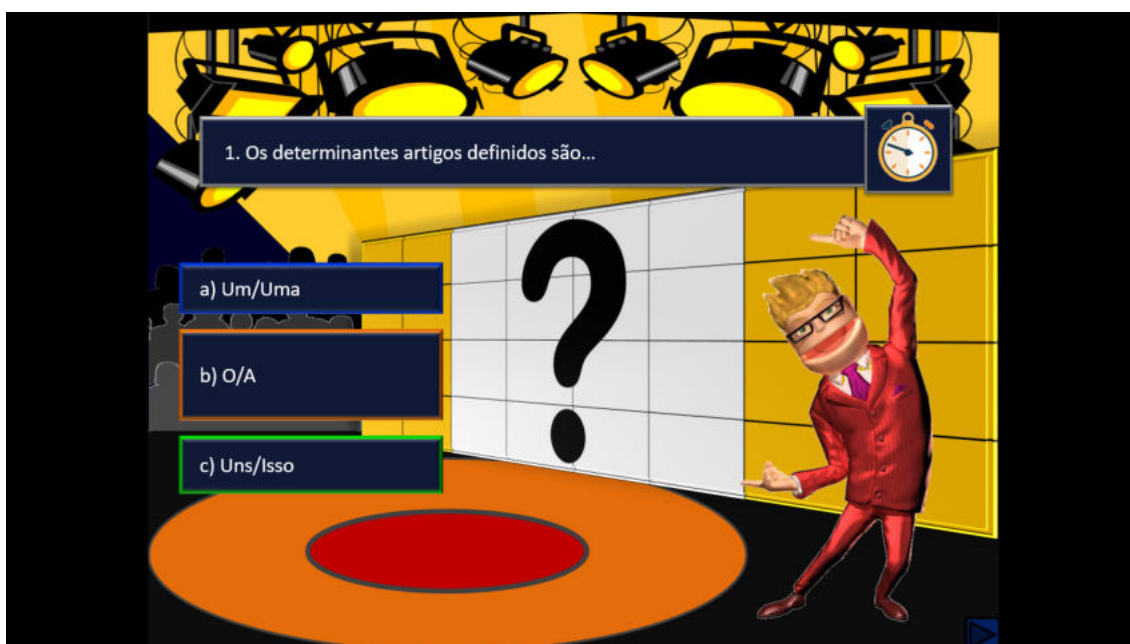 1. Os determinantes artigos definidos são...
a) Um/Uma
b) O/A
c) Uns/Isso